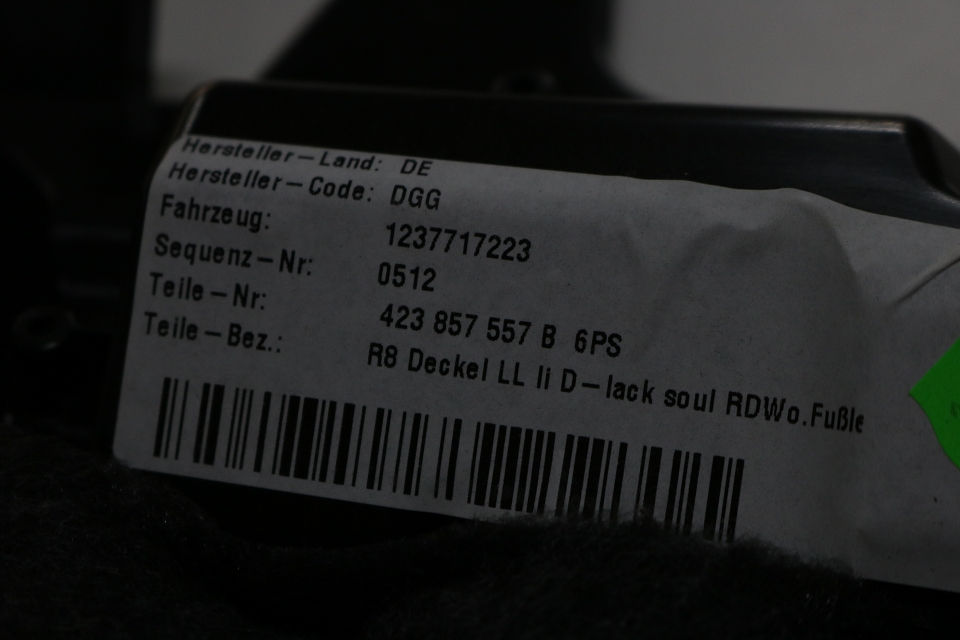 Hersteller-Land: DE
Hersteller-Code: DGG
Fahrzeug: 1237717223
Sequenz-Nr: 0512
Teile-Nr: 423 857 557 B 6PS
Teile-Bez.: R8 Deckel LL li D-lack soul RDWo.Fußle